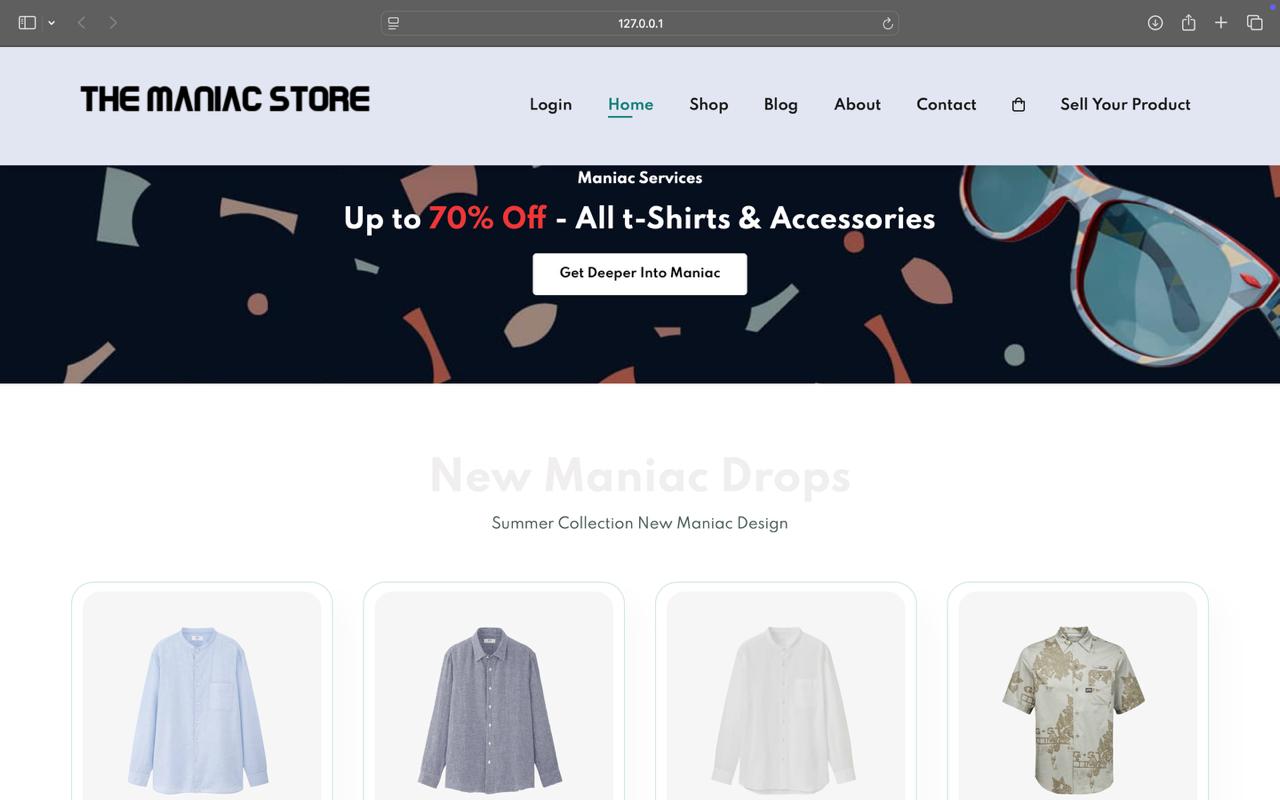 127.0.0.1
THE MANIAC STORE
Login Home Shop Blog About Contact Sell Your Product
Maniac Services
Up to 70% Off - All t-Shirts & Accessories
Get Deeper Into Maniac
New Maniac Drops
Summer Collection New Maniac Design